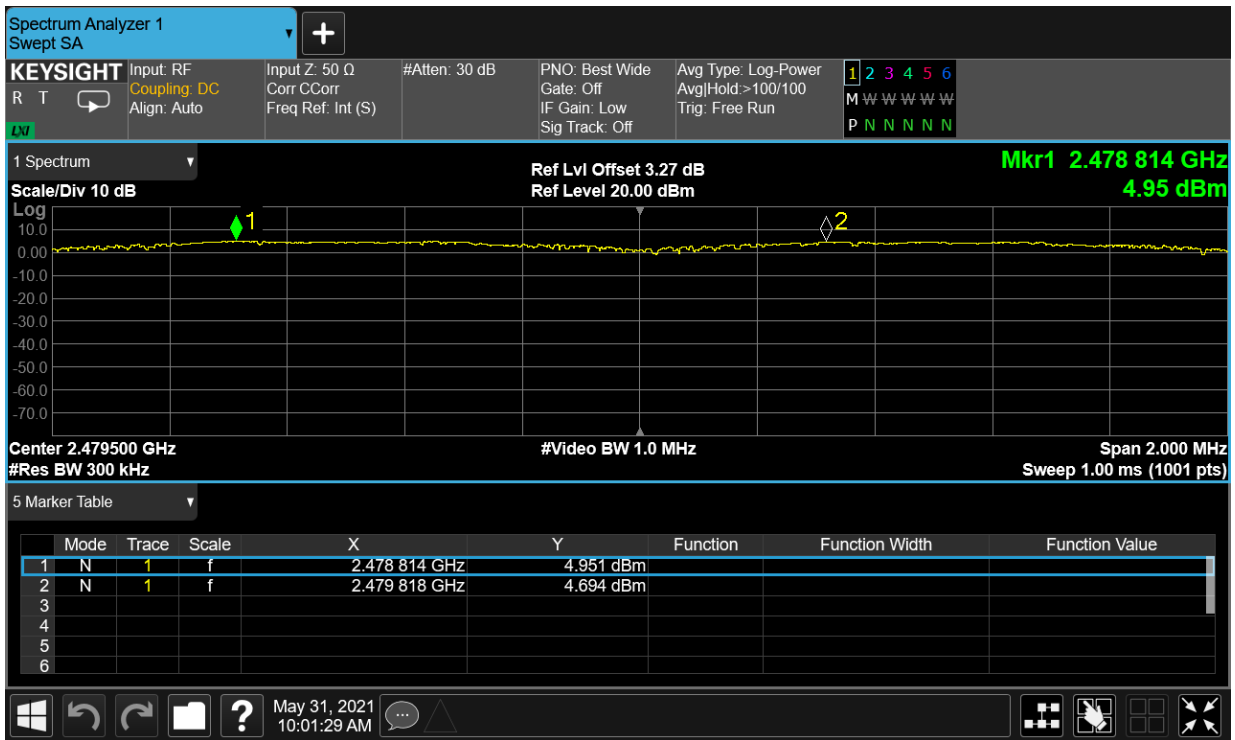 Spectrum Analyzer 1
Swept SA
KEYSIGHT
R T
LXI
Input: RF
Coupling: DC
Align: Auto
Input Z: 50 Ω
Corr CCorr
Freq Ref: Int (S)
#Atten: 30 dB
PNO: Best Wide
Gate: Off
IF Gain: Low
Sig Track: Off
Avg Type: Log-Power
Avg|Hold:>100/100
Trig: Free Run
1 2 3 4 5 6
M W W W W W
P N N N N N
1 Spectrum
Scale/Div 10 dB
Ref Lvl Offset 3.27 dB
Ref Level 20.00 dBm
Mkr1 2.478 814 GHz
4.95 dBm
Log
10.0
0.00
-10.0
-20.0
-30.0
-40.0
-50.0
-60.0
-70.0
1
2
Center 2.479500 GHz
#Res BW 300 kHz
#Video BW 1.0 MHz
Span 2.000 MHz
Sweep 1.00 ms (1001 pts)
5 Marker Table
Mode Trace Scale X Y Function Function Width Function Value
1 N 1 f 2.478 814 GHz 4.951 dBm
2 N 1 f 2.479 818 GHz 4.694 dBm
3
4
5
6
?
May 31, 2021
10:01:29 AM